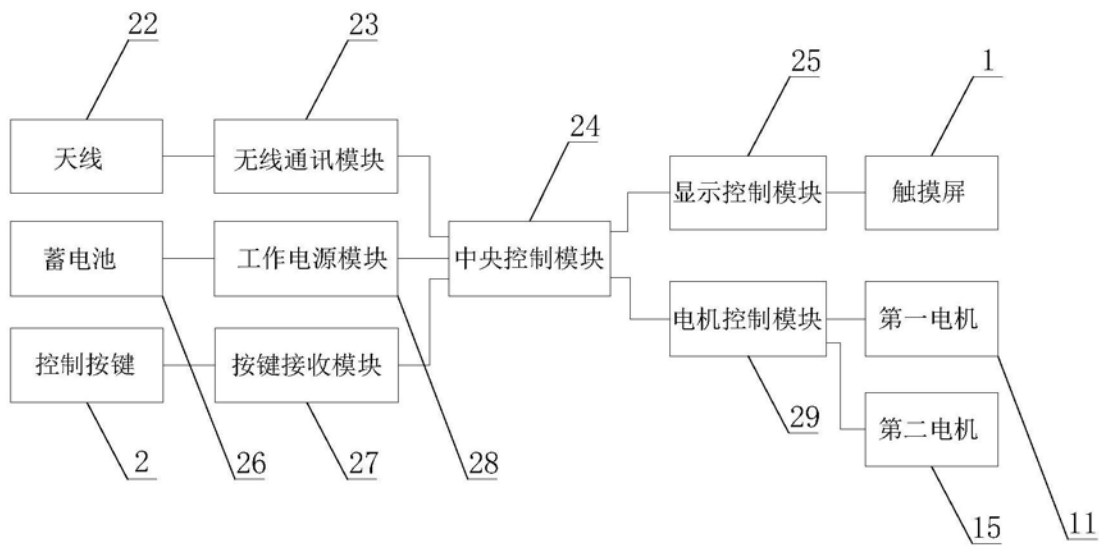 22
23
25
1
24
天线
无线通讯模块
显示控制模块
触摸屏
蓄电池
工作电源模块
中央控制模块
电机控制模块
第一电机
控制按键
按键接收模块
29
第二电机
2
26
27
28
15
11